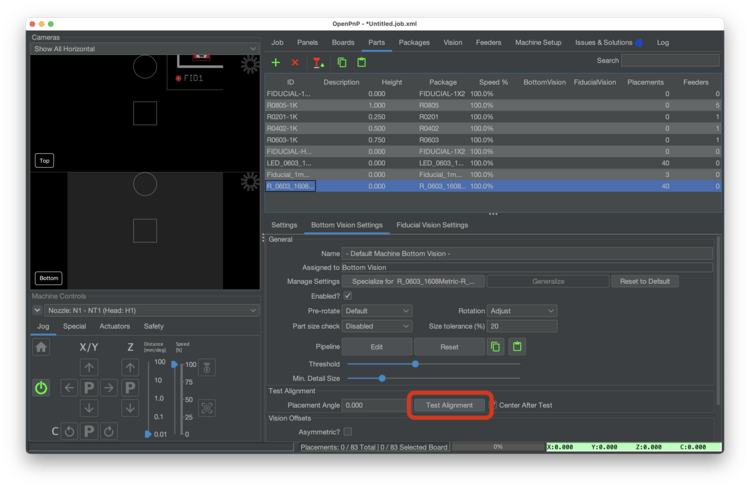 OpenPnP - *Untitled.job.xml
Cameras
Show All Horizontal
FID1
Top
Bottom
Machine Controls
Nozzle: N1 - NT1 (Head: H1)
Jog Special Actuators Safety
X/Y Z
Distance [mm/deg]
Speed [%]
100
10
1.0
0.1
0.01
100
75
50
25
0
P P
C P
Job Panels Boards Parts Packages Vision Feeders Machine Setup Issues & Solutions Log
Search
ID Description Height Package Speed % BottomVision FiducialVision Placements Feeders
FIDUCIAL-1... 0.000 FIDUCIAL-1X2 100.0% 0 0
R0805-1K 1.000 R0805 100.0% 0 5
R0201-1K 0.250 R0201 100.0% 0 1
R0402-1K 0.500 R0402 100.0% 0 1
R0603-1K 0.750 R0603 100.0% 0 1
FIDUCIAL-H... 0.000 FIDUCIAL-1X2 100.0% 0 0
LED_0603_1... 0.000 LED_0603_1... 100.0% 40 0
Fiducial_1m... 0.000 Fiducial_1m... 100.0% 3 0
R_0603_1608... 0.000 R_0603_1608... 100.0% 40 0
Settings Bottom Vision Settings Fiducial Vision Settings
General
Name - Default Machine Bottom Vision -
Assigned to Bottom Vision
Manage Settings Specialize for R_0603_1608Metric-R_... Generalize Reset to Default
Enabled?
Pre-rotate Default Rotation Adjust
Part size check Disabled Size tolerance (%) 20
Pipeline Edit Reset
Threshold
Min. Detail Size
Test Alignment
Placement Angle 0.000 Test Alignment Center After Test
Vision Offsets
Asymmetric?
Placements: 0 / 83 Total | 0 / 83 Selected Board 0% X:0.000 Y:0.000 Z:0.000 C:0.000